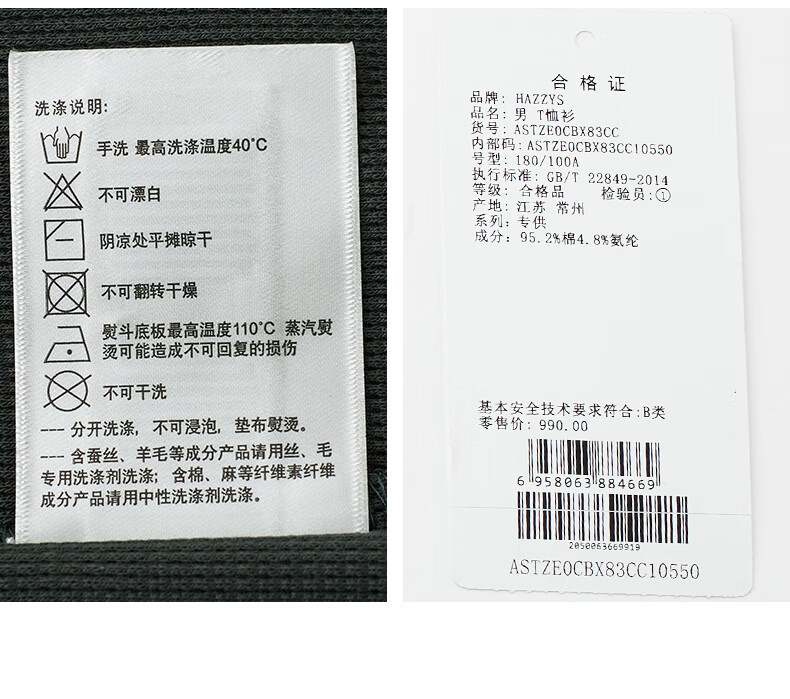 洗涤说明:
手洗 最高洗涤温度40°C
不可漂白
阴凉处平摊晾干
不可翻转干燥
熨斗底板最高温度110°C 蒸汽熨
烫可能造成不可回复的损伤
不可干洗
--- 分开洗涤, 不可浸泡, 垫布熨烫。
--- 含蚕丝、羊毛等成分产品请用丝、毛
专用洗涤剂洗涤; 含棉、麻等纤维素纤维
成分产品请用中性洗涤剂洗涤。
合格证
品牌: HAZZYS
品名: 男 T恤衫
货号: ASTZE0CBX83CC
内部码: ASTZE0CBX83CC10550
号型: 180/100A
执行标准: GB/T 22849-2014
等级: 合格品 检验员:①
产地: 江苏 常州
系列: 专供
成分: 95.2%棉4.8%氨纶
基本安全技术要求符合:B类
零售价: 990.00
6 958063 884669
2050063669919
ASTZE0CBX83CC10550